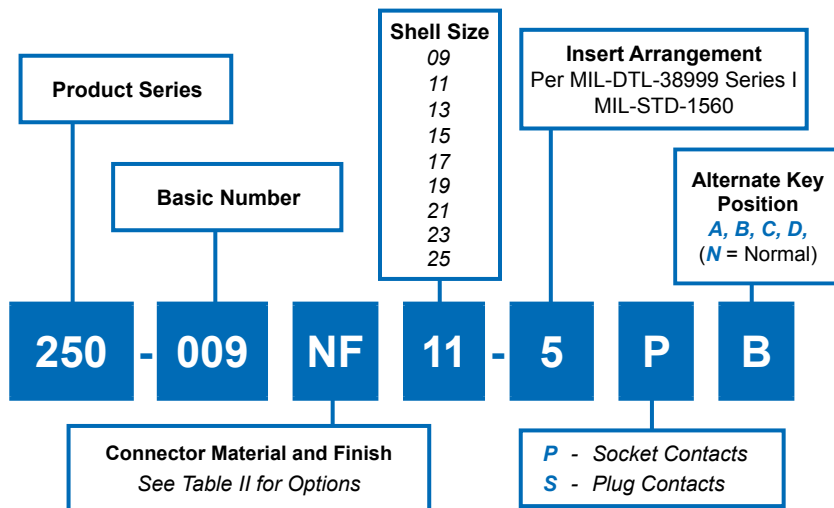 Product Series
Basic Number
Shell Size
09
11
13
15
17
19
21
23
25
Insert Arrangement
Per MIL-DTL-38999 Series I
MIL-STD-1560
Alternate Key
Position
A, B, C, D,
(N = Normal)
250 - 009 NF 11 - 5 P B
Connector Material and Finish
See Table II for Options
P - Socket Contacts
S - Plug Contacts